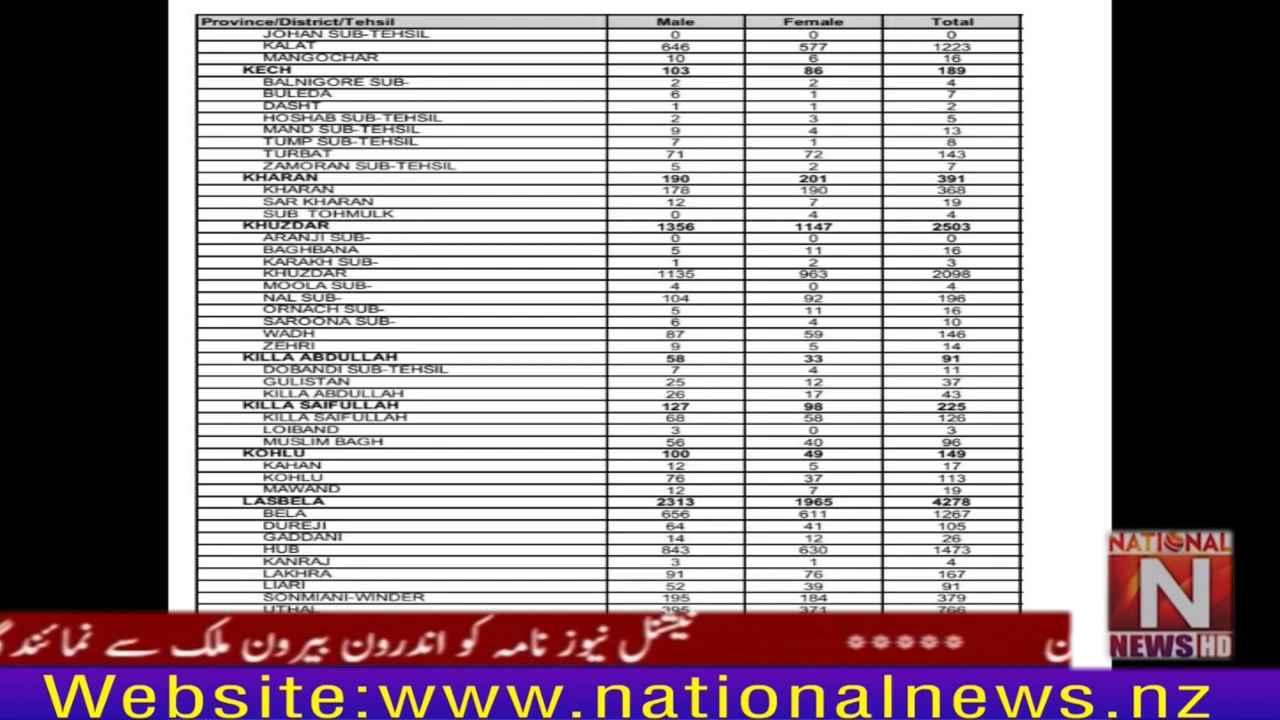 Province/District/Tehsil Male Female Total
JOHAN SUB-TEHSIL 0 0 0
KALAT 646 577 1223
MANGOCHAR 10 6 16
KECH 103 86 189
BALNIGORE SUB- 2 2 4
BULEDA 6 1 7
DASHT 1 1 2
HOSHAB SUB-TEHSIL 2 3 5
MAND SUB-TEHSIL 9 4 13
TUMP SUB-TEHSIL 7 1 8
TURBAT 71 72 143
ZAMORAN SUB-TEHSIL 5 2 7
KHARAN 190 201 391
KHARAN 178 190 368
SAR KHARAN 12 7 19
SUB TOHMULK 0 4 4
KHUZDAR 1356 1147 2503
ARANJI SUB- 0 0 0
BAGHBANA 5 11 16
KARAKH SUB- 1 2 3
KHUZDAR 1135 963 2098
MOOLA SUB- 4 0 4
NAL SUB- 104 92 196
ORNACH SUB- 5 11 16
SAROONA SUB- 6 4 10
WADH 87 59 146
ZEHRI 9 5 14
KILLA ABDULLAH 58 33 91
DOBANDI SUB-TEHSIL 7 4 11
GULISTAN 25 12 37
KILLA ABDULLAH 26 17 43
KILLA SAIFULLAH 127 98 225
KILLA SAIFULLAH 68 58 126
LOIBAND 3 0 3
MUSLIM BAGH 56 40 96
KOHLU 100 49 149
KAHAN 12 5 17
KOHLU 76 37 113
MAWAND 12 7 19
LASBELA 2313 1965 4278
BELA 656 611 1267
DUREJI 64 41 105
GADDANI 14 12 26
HUB 843 630 1473
KANRAJ 3 1 4
LAKHRA 91 76 167
LIARI 52 39 91
SONMIANI-WINDER 195 184 379
UTHAL 395 371 766
NATIONAL
N
NEWS HD
***** نیشنل نیوز نامہ کو اندرون بیرون ملک سے
Website:www.nationalnews.nz